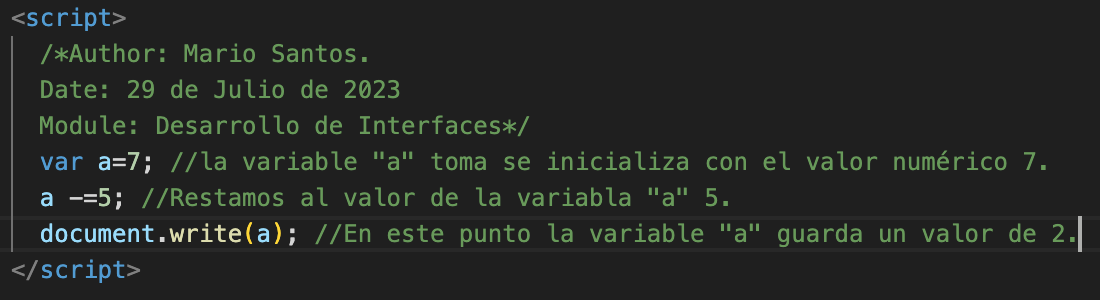 <script>
/*Author: Mario Santos.
Date: 29 de Julio de 2023
Module: Desarrollo de Interfaces*/
var a=7; //la variable "a" toma se inicializa con el valor numérico 7.
a -=5; //Restamos al valor de la variabla "a" 5.
document.write(a); //En este punto la variable "a" guarda un valor de 2.
</script>